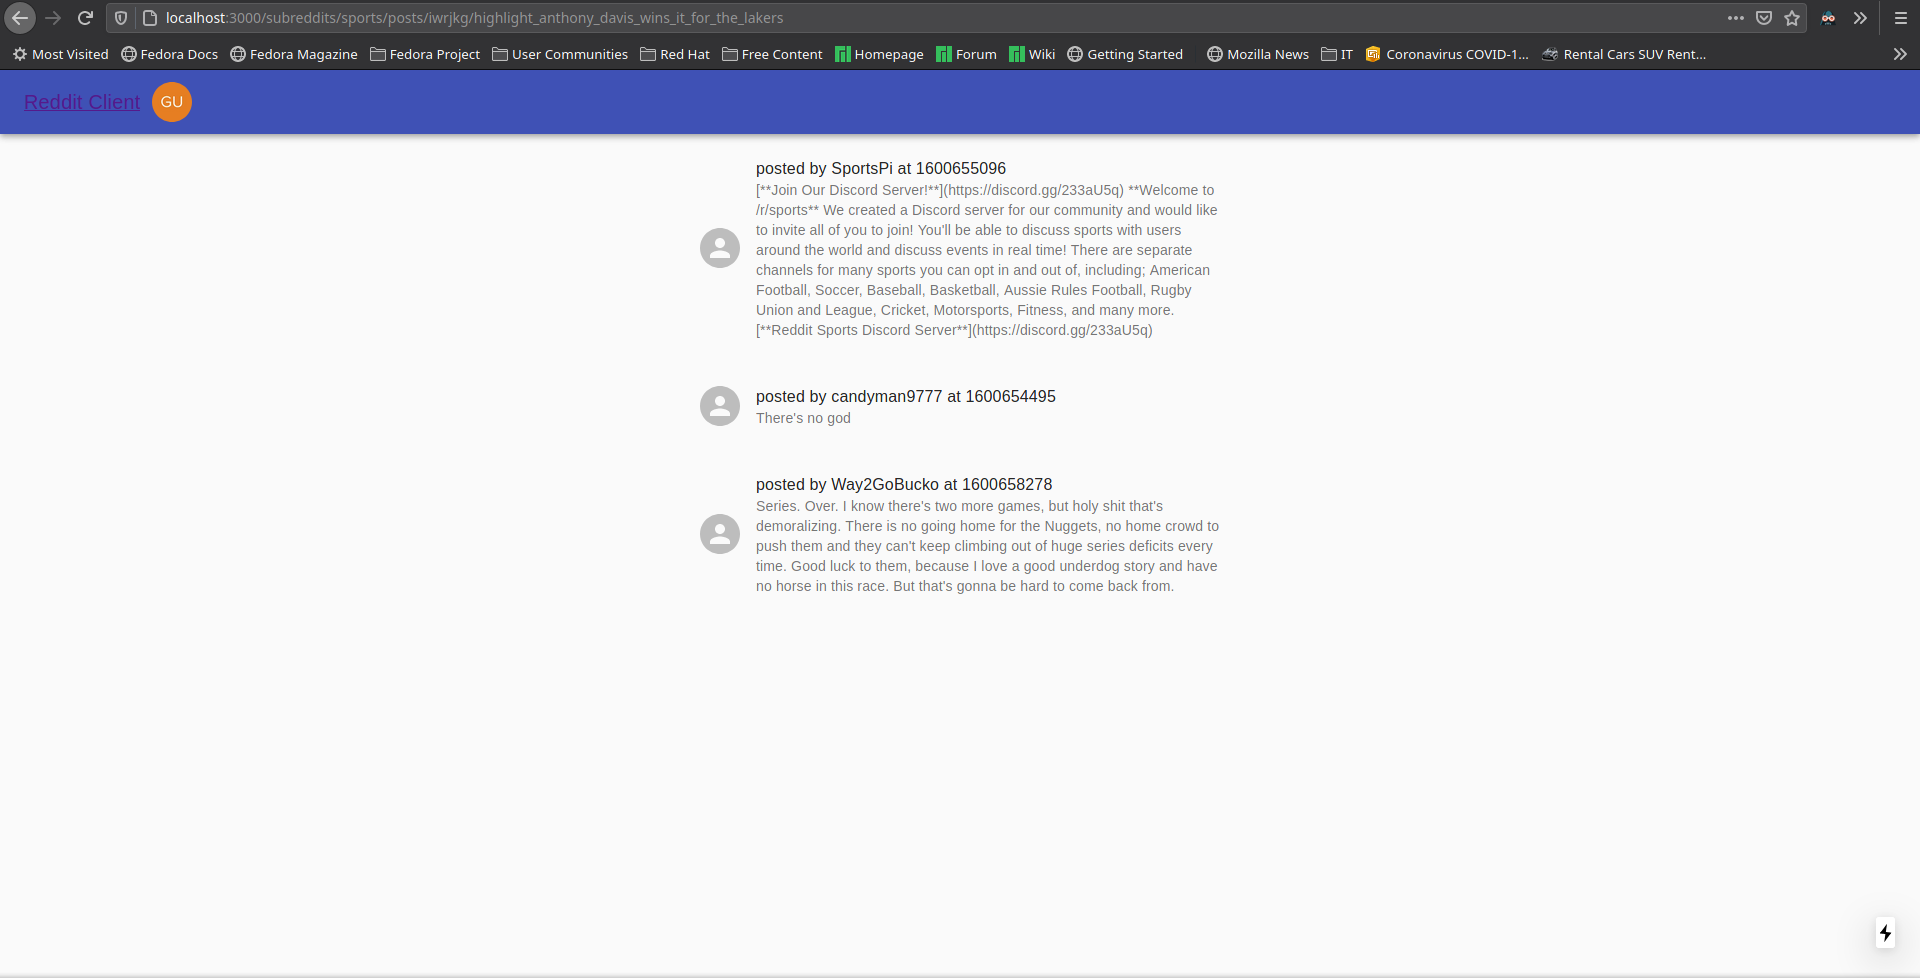 localhost:3000/subreddits/sports/posts/iwrjkg/highlight_anthony_davis_wins_it_for_the_lakers
Most Visited Fedora Docs Fedora Magazine Fedora Project User Communities Red Hat Free Content Homepage Forum Wiki Getting Started Mozilla News IT Coronavirus COVID-1... Rental Cars SUV Rent...
Reddit Client GU
posted by SportsPi at 1600655096
[**Join Our Discord Server!**](https://discord.gg/233aU5q) **Welcome to
/r/sports** We created a Discord server for our community and would like
to invite all of you to join! You'll be able to discuss sports with users
around the world and discuss events in real time! There are separate
channels for many sports you can opt in and out of, including; American
Football, Soccer, Baseball, Basketball, Aussie Rules Football, Rugby
Union and League, Cricket, Motorsports, Fitness, and many more.
[**Reddit Sports Discord Server**](https://discord.gg/233aU5q)
posted by candyman9777 at 1600654495
There's no god
posted by Way2GoBucko at 1600658278
Series. Over. I know there's two more games, but holy shit that's
demoralizing. There is no going home for the Nuggets, no home crowd to
push them and they can't keep climbing out of huge series deficits every
time. Good luck to them, because I love a good underdog story and have
no horse in this race. But that's gonna be hard to come back from.